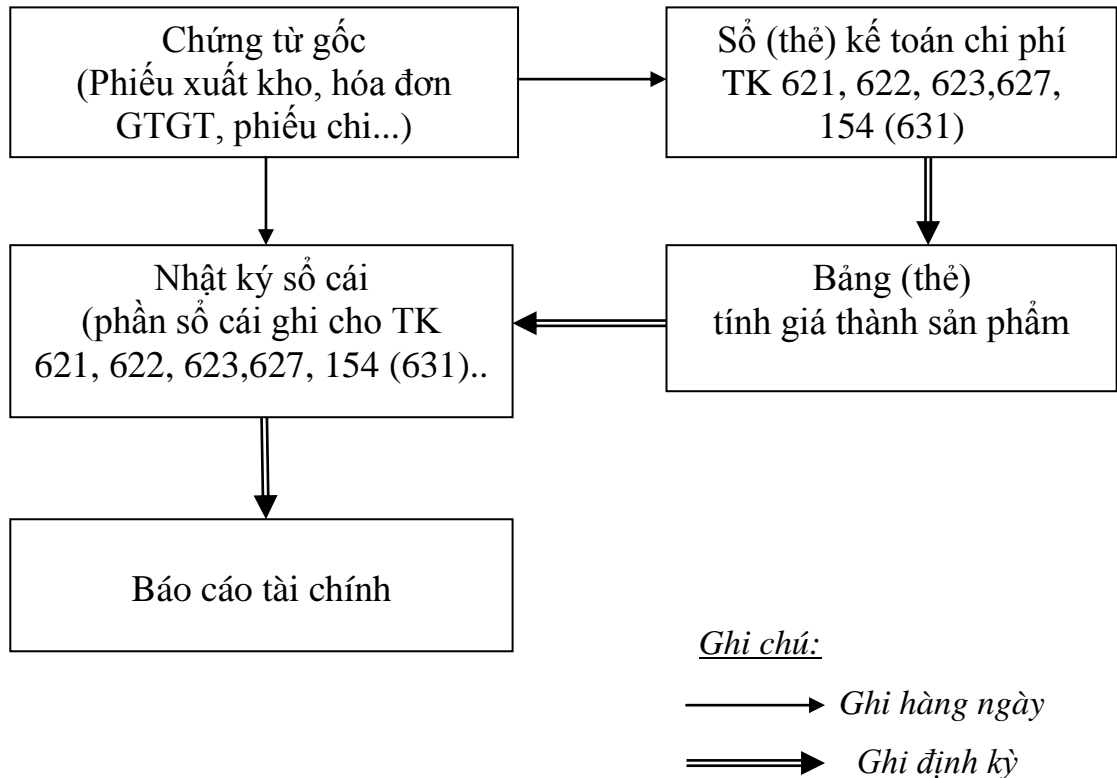 Chứng từ gốc
(Phiếu xuất kho, hóa đơn
GTGT, phiếu chi...)
Sổ (thẻ) kế toán chi phí
TK 621, 622, 623,627,
154 (631)
Nhật ký sổ cái
(phần sổ cái ghi cho TK
621, 622, 623,627, 154 (631)..
Bảng (thẻ)
tính giá thành sản phẩm
Báo cáo tài chính
Ghi chú:
Ghi hàng ngày
Ghi định kỳ